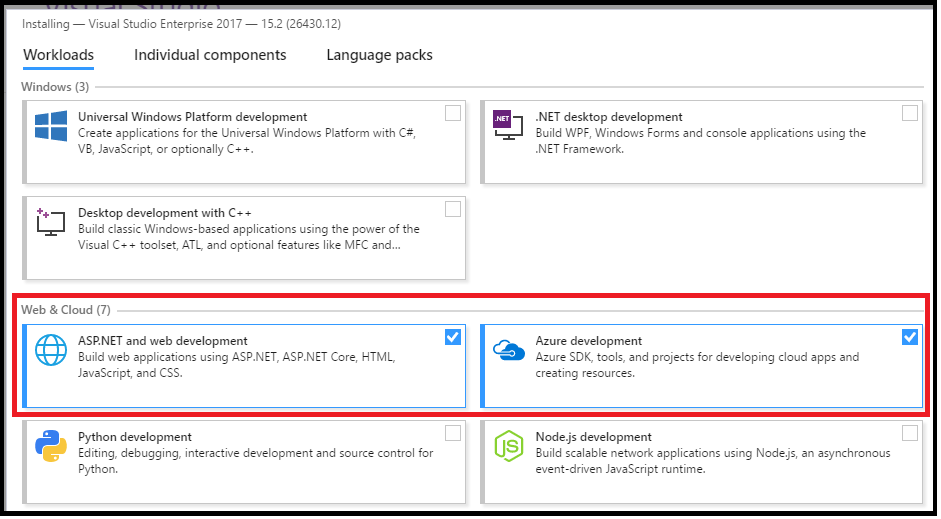 Visual Studio
Installing — Visual Studio Enterprise 2017 — 15.2 (26430.12)
Workloads Individual components Language packs
Windows (3)
Universal Windows Platform development
Create applications for the Universal Windows Platform with C#,
VB, JavaScript, or optionally C++.
.NET
.NET desktop development
Build WPF, Windows Forms and console applications using the
.NET Framework.
Desktop development with C++
Build classic Windows-based applications using the power of the
Visual C++ toolset, ATL, and optional features like MFC and...
Web & Cloud (7)
ASP.NET and web development
Build web applications using ASP.NET, ASP.NET Core, HTML,
JavaScript, and CSS.
Azure development
Azure SDK, tools, and projects for developing cloud apps and
creating resources.
Python development
Editing, debugging, interactive development and source control for
Python.
JS
Node.js development
Build scalable network applications using Node.js, an asynchronous
event-driven JavaScript runtime.